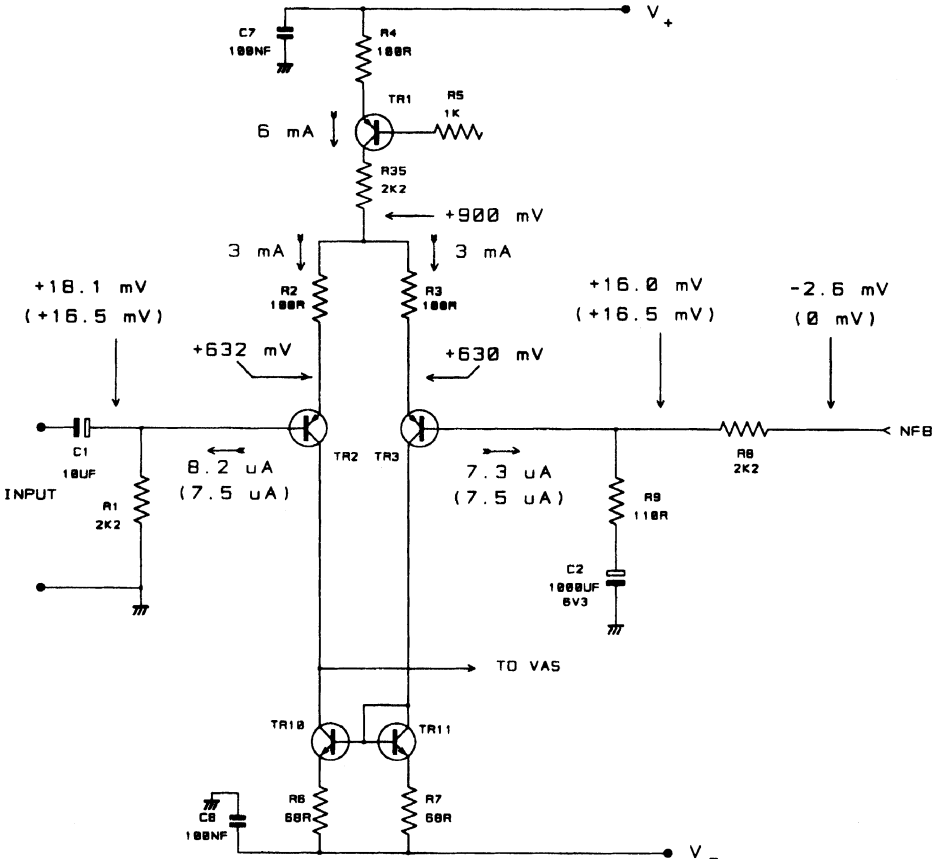 V+
C7
100NF
R4
100R
TR1
R5
1K
6 mA
R35
2K2
+900 mV
3 mA
3 mA
R2
100R
R3
100R
+18.1 mV
(+16.5 mV)
+16.0 mV
(+16.5 mV)
-2.6 mV
(0 mV)
+632 mV
+630 mV
C1
10UF
TR2
TR3
NFB
R8
2K2
8.2 uA
(7.5 uA)
7.3 uA
(7.5 uA)
INPUT
R1
2K2
R9
110R
C2
1000UF
6V3
TO VAS
TR10
TR11
R6
68R
R7
68R
C8
100NF
V-